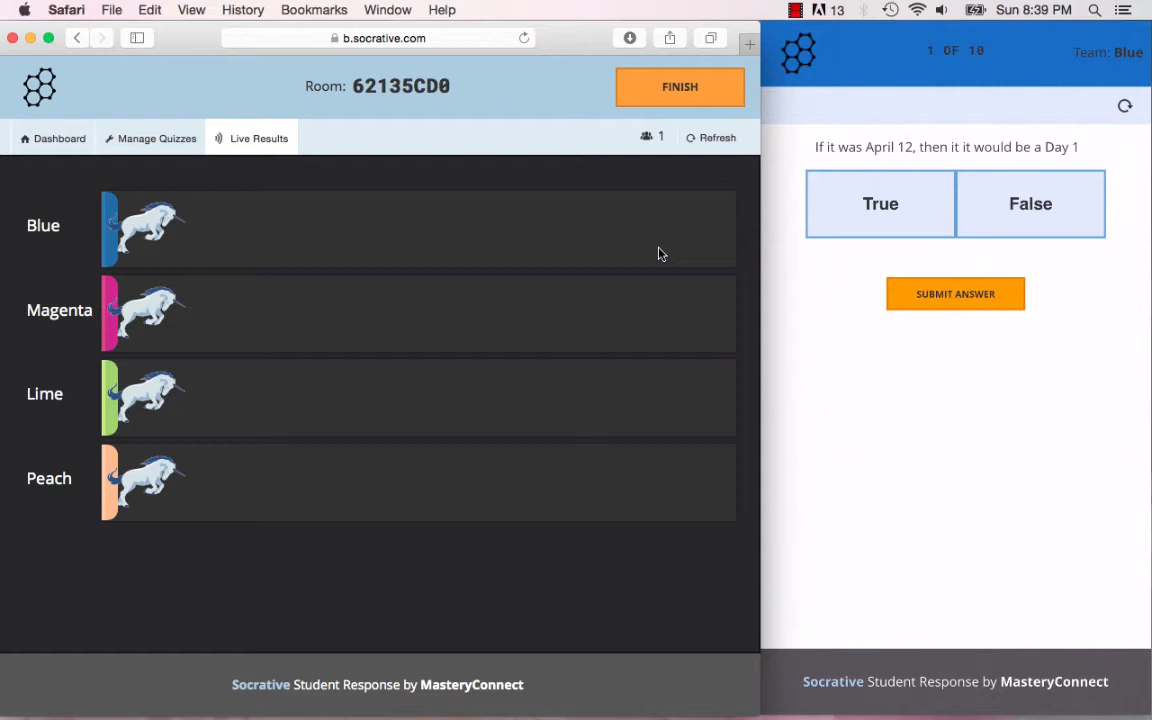 Safari File Edit View History Bookmarks Window Help 13 Sun 8:39 PM
b.socrative.com
Room: 62135CD0
FINISH
Dashboard Manage Quizzes Live Results 1 Refresh
Blue
Magenta
Lime
Peach
Socrative Student Response by MasteryConnect
1 OF 10 Team: Blue
If it was April 12, then it it would be a Day 1
True False
SUBMIT ANSWER
Socrative Student Response by MasteryConnect